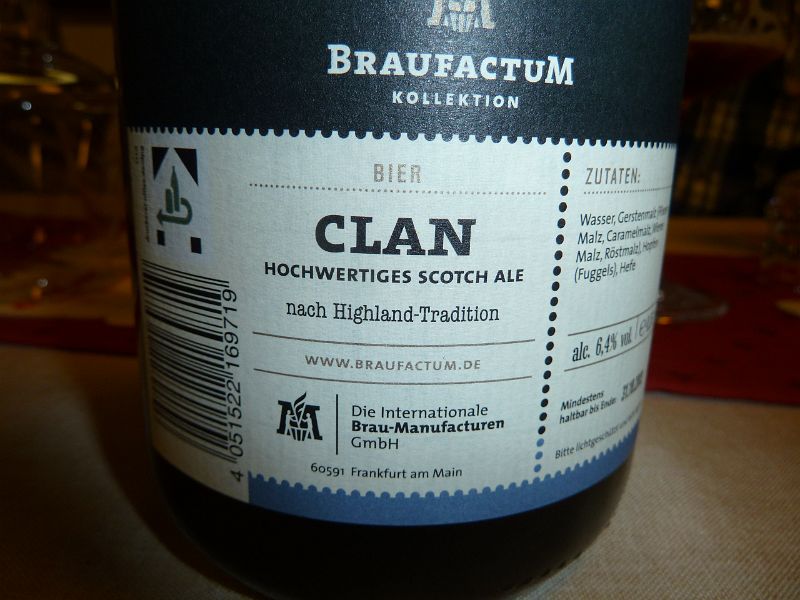 BRAUFACTUM
KOLLEKTION
BIER
CLAN
HOCHWERTIGES SCOTCH ALE
nach Highland-Tradition
WWW.BRAUFACTUM.DE
Die Internationale
Brau-Manufacturen
GmbH
60591 Frankfurt am Main
4 051522 169719
ZUTATEN:
Wasser, Gerstenmalz
Malz, Caramelmalz,
Malz, Röstmalz), Hopfen
(Fuggels), Hefe
alc. 6,4% vol.
Mindestens
haltbar bis Ende:
Bitte lichtgeschützt